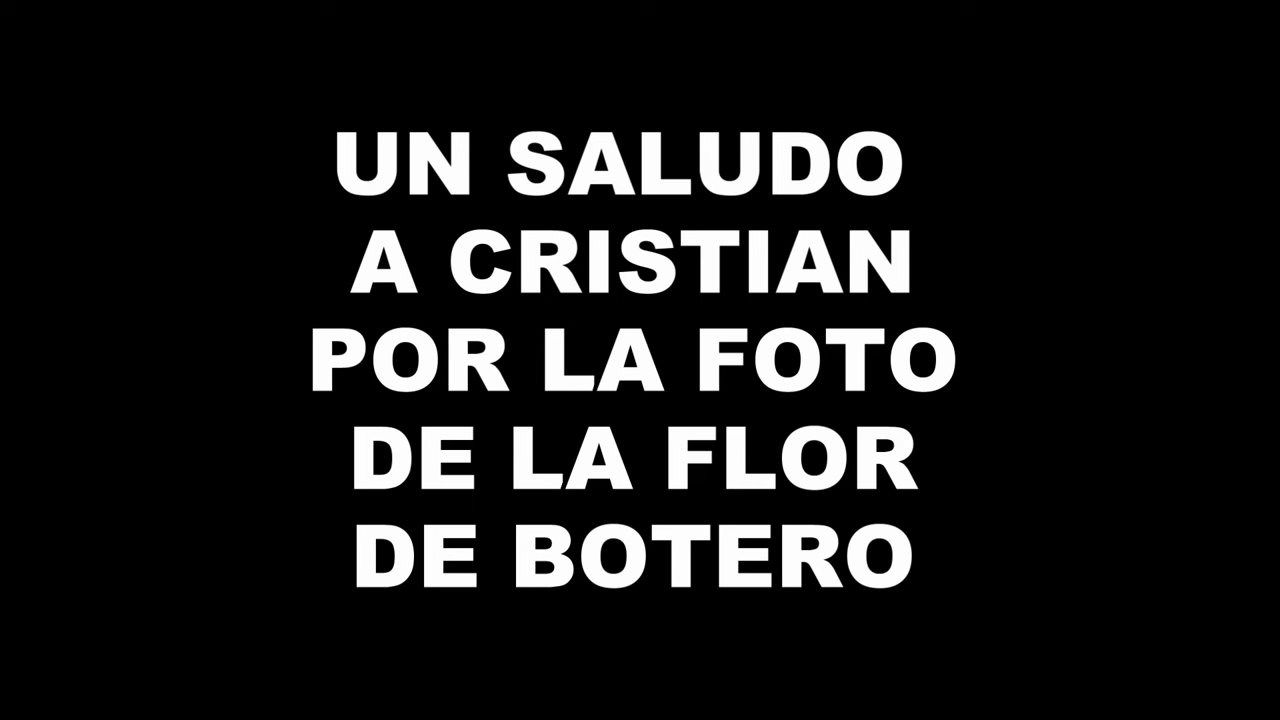 UN SALUDO
A CRISTIAN
POR LA FOTO
DE LA FLOR
DE BOTERO